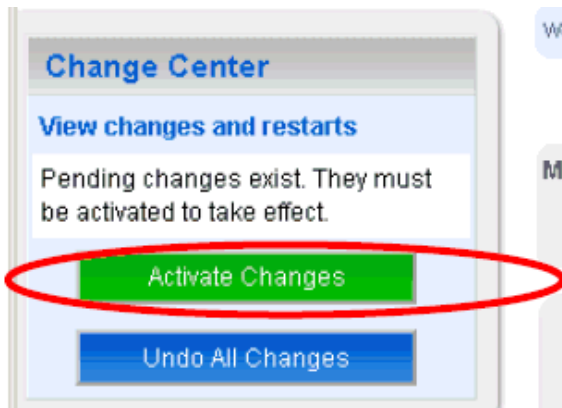 Change Center
View changes and restarts
Pending changes exist. They must
be activated to take effect.
Activate Changes
Undo All Changes